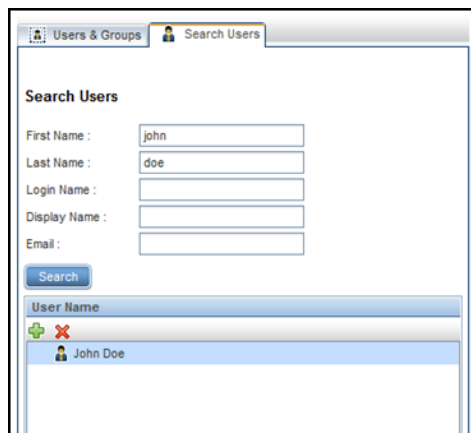 Users & Groups Search Users
Search Users
First Name : john
Last Name : doe
Login Name :
Display Name :
Email :
Search
User Name
John Doe